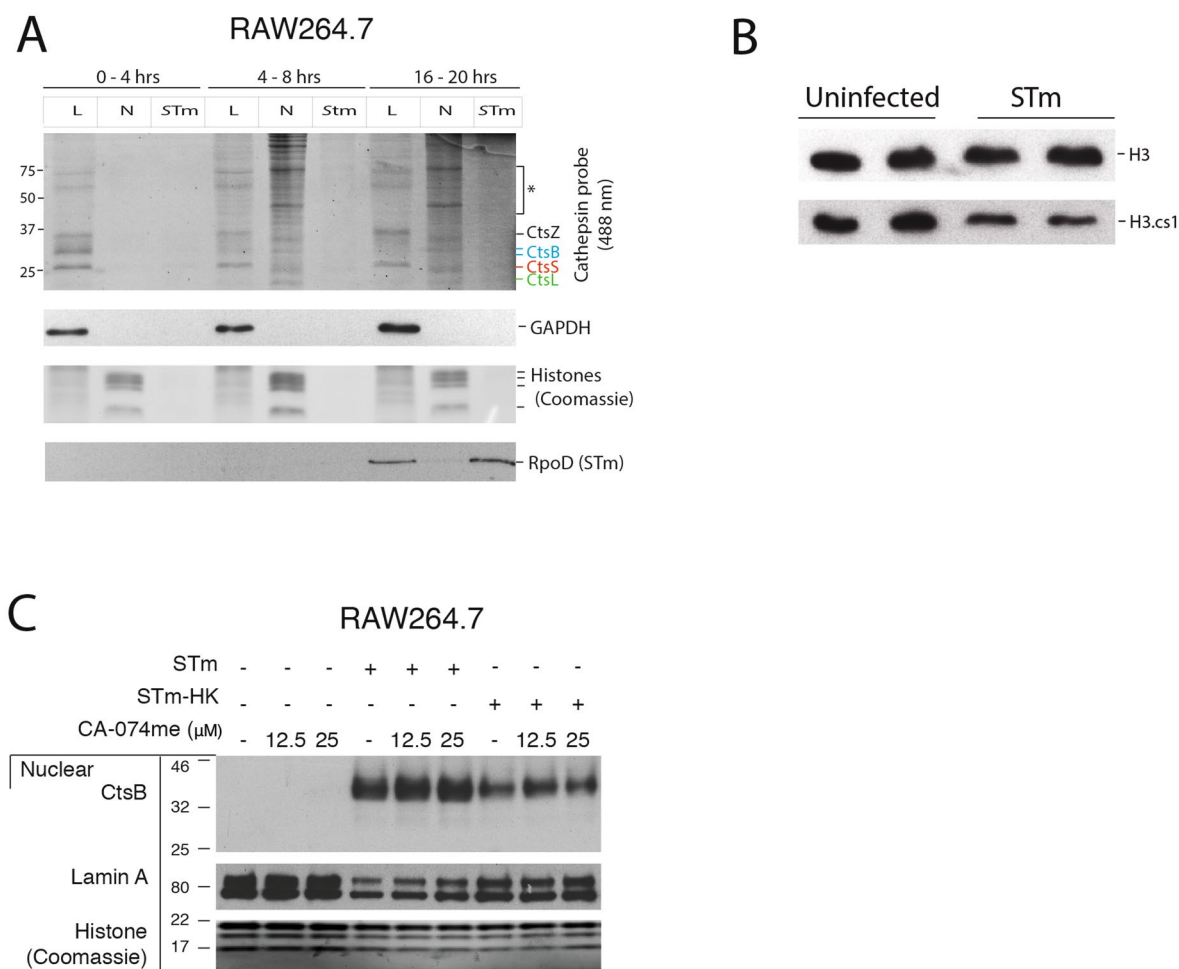 A
RAW264.7
0 - 4 hrs 4 - 8 hrs 16 - 20 hrs
L N STm L N Stm L N STm
75
50
37
25
*
CtsZ
CtsB
CtsS
CtsL
Cathepsin probe
(488 nm)
GAPDH
Histones
(Coomassie)
RpoD (STm)
B
Uninfected STm
H3
H3.cs1
C
RAW264.7
STm - - - + + + - - -
STm-HK - - - - - - + + +
CA-074me (µM) - 12.5 25 - 12.5 25 - 12.5 25
Nuclear
CtsB
46
32
25
Lamin A 80
Histone
(Coomassie)
22
17